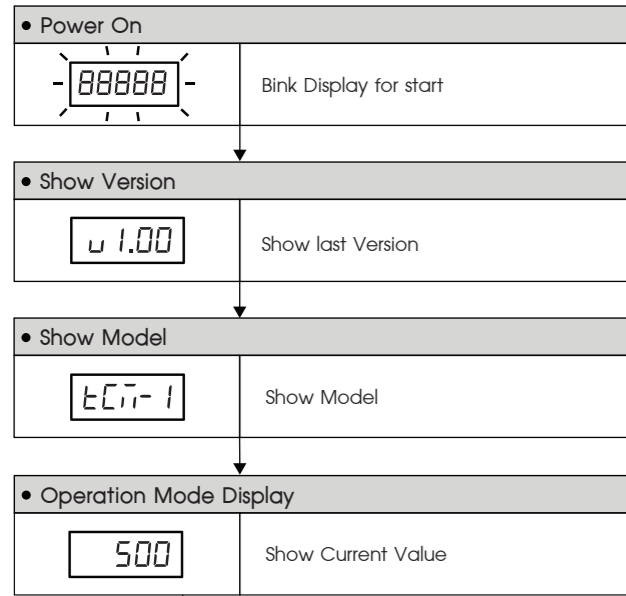 • Power On
88888
Bink Display for start
• Show Version
u 1.00
Show last Version
• Show Model
tCM-1
Show Model
• Operation Mode Display
500
Show Current Value